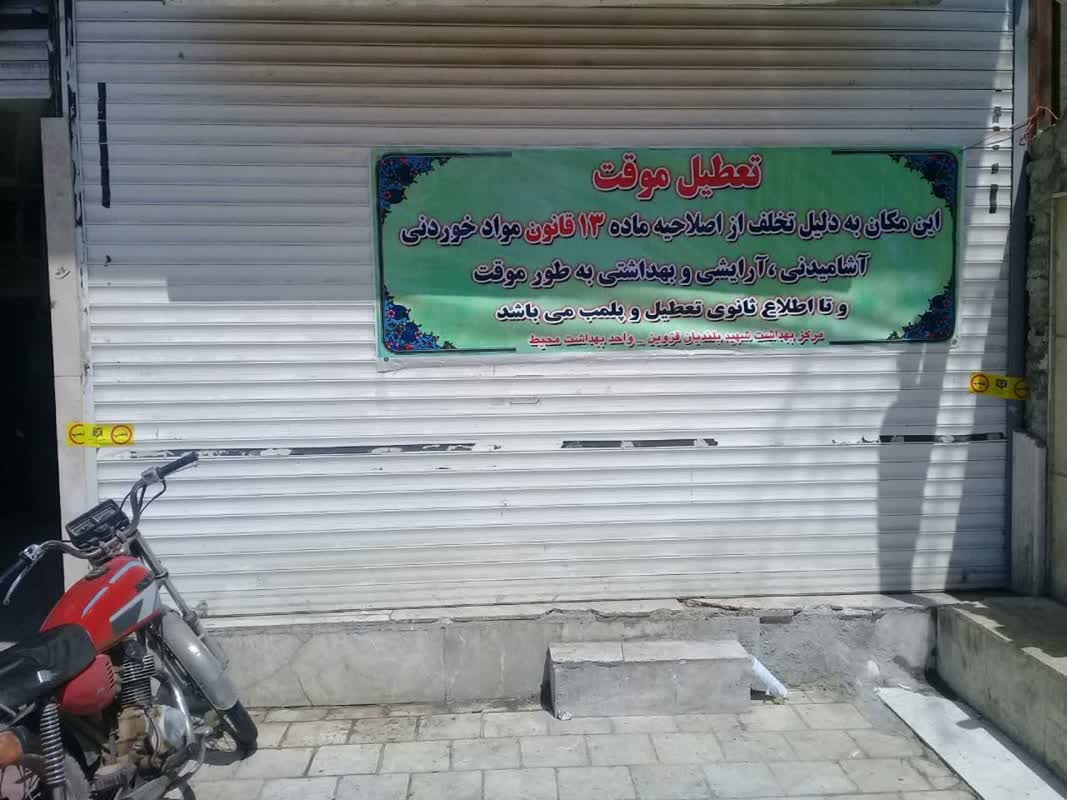 تعطیل موقت
این مکان به دلیل تخلف از اصلاحیه ماده ۱۳ قانون مواد خوردنی
آشامیدنی ،آرایشی و بهداشتی به طور موقت
و تا اطلاع ثانوی تعطیل و پلمب می باشد
مرکز بهداشت شهید بلندیان قزوین _ واحد بهداشت محیط